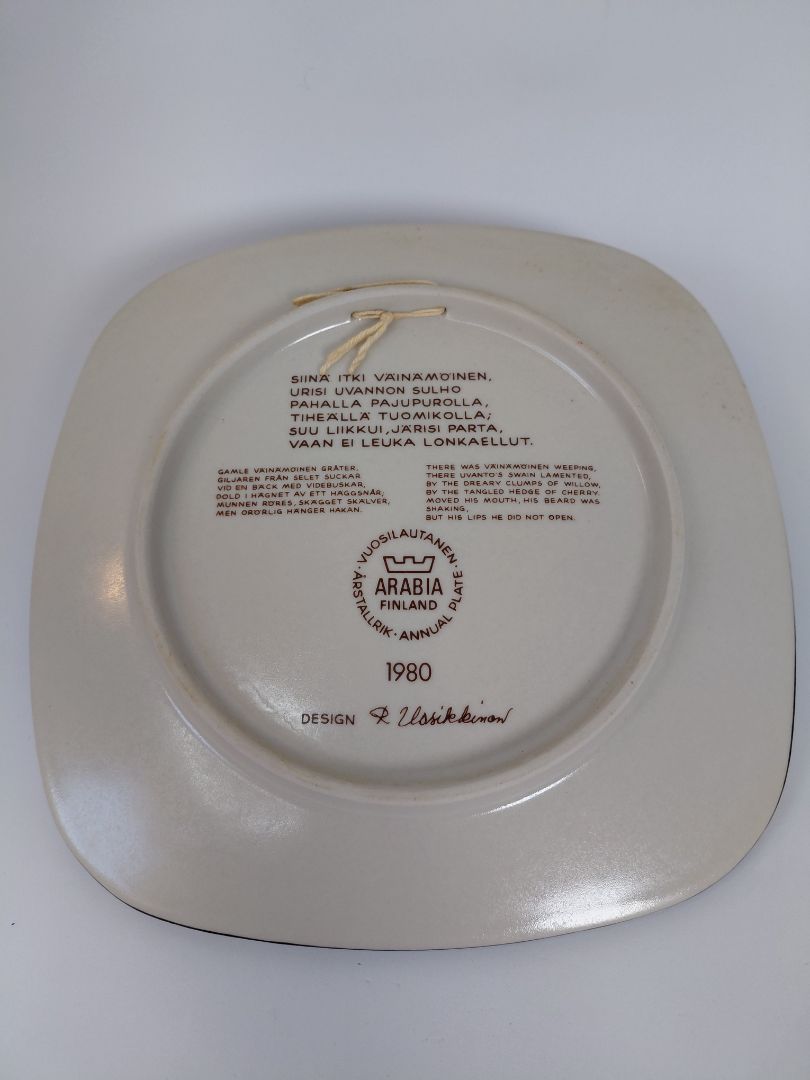 SIINÄ ITKI VÄINÄMÖINEN,
URISI UVANNON SULHO
PAHALLA PAJUPUROLLA,
TIHEÄLLÄ TUOMIKOLLA;
SUU LIIKKUI, JÄRISI PARTA,
VAAN EI LEUKA LONKAELLUT.
GAMLE VÄINÄMÖINEN GRÅTER,
GILJAREN FRÅN SELET SUCKAR
VID EN BÄCK MED VIDEBUSKAR,
DOLD I HÄGNET AV ETT HÄGGSNÅR;
MUNNEN RÖRES, SKÄGGET SKÄLVER,
MEN ORÖRLIG HÄNGER HAKAN.
THERE WAS VÄINÄMÖINEN WEEPING,
THERE UVANTO'S SWAIN LAMENTED,
BY THE DREARY CLUMPS OF WILLOW,
BY THE TANGLED HEDGE OF CHERRY.
MOVED HIS MOUTH, HIS BEARD WAS
SHAKING,
BUT HIS LIPS HE DID NOT OPEN.
· VUOSILAUTANEN · ÅRSTALLRIK · ANNUAL PLATE
ARABIA
FINLAND
1980
DESIGN R Uosikkinen